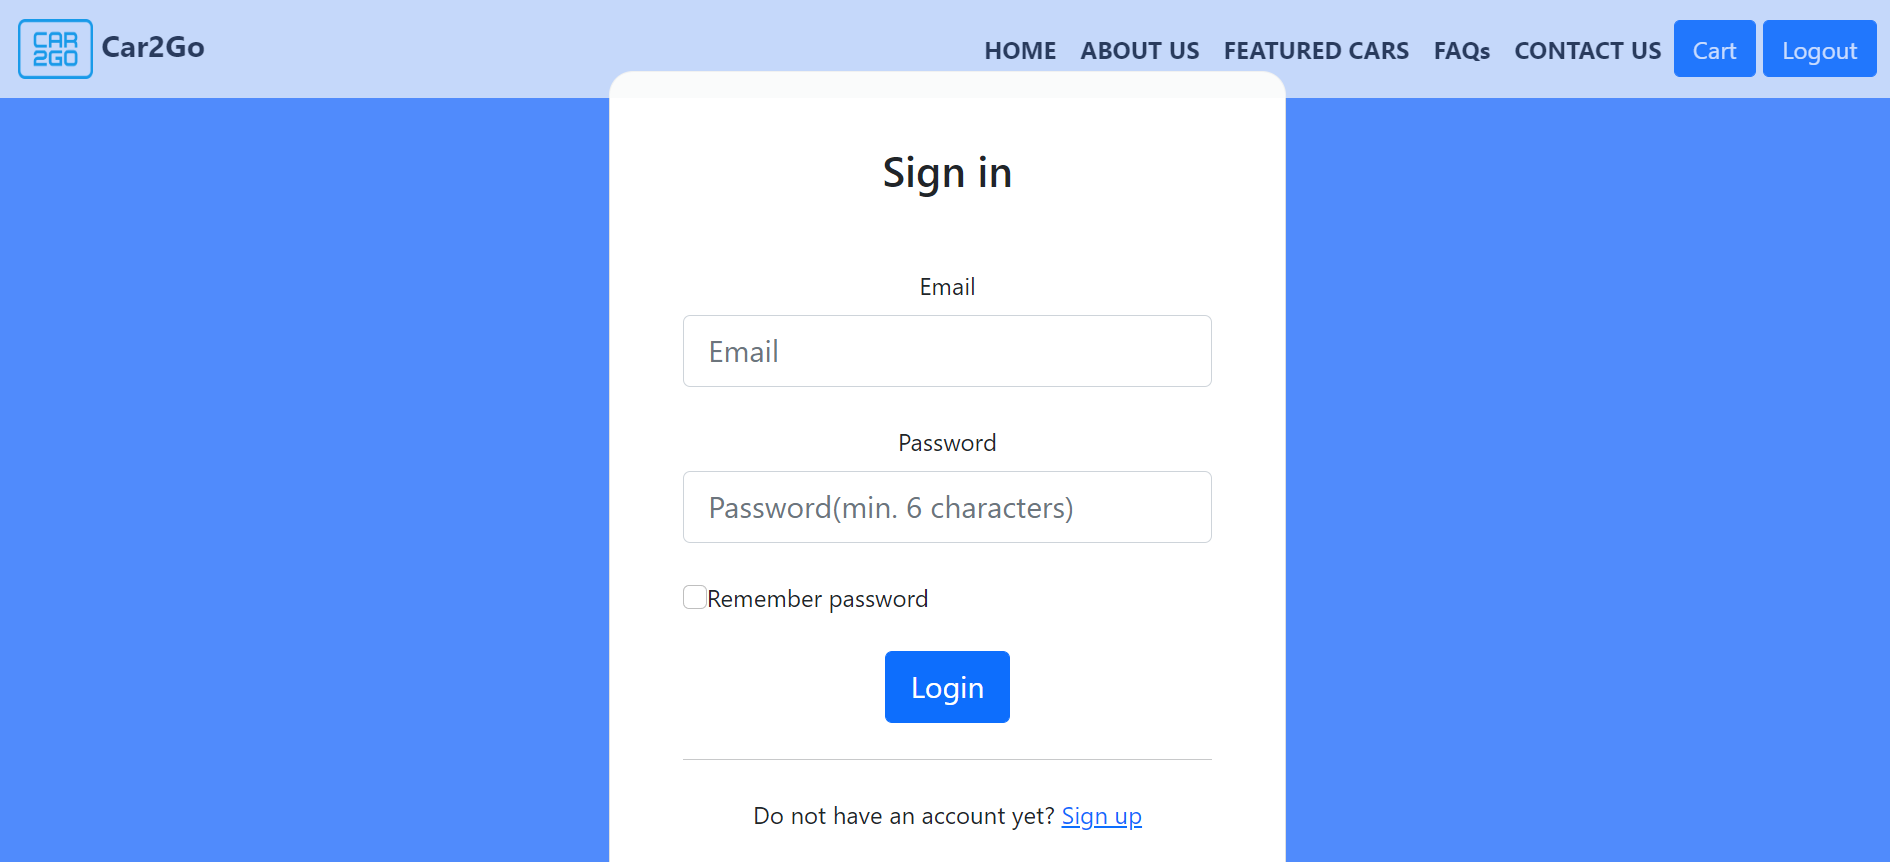 CAR
2GO
Car2Go
HOME ABOUT US FEATURED CARS FAQs CONTACT US Cart Logout
Sign in
Email
Email
Password
Password(min. 6 characters)
Remember password
Login
Do not have an account yet? Sign up